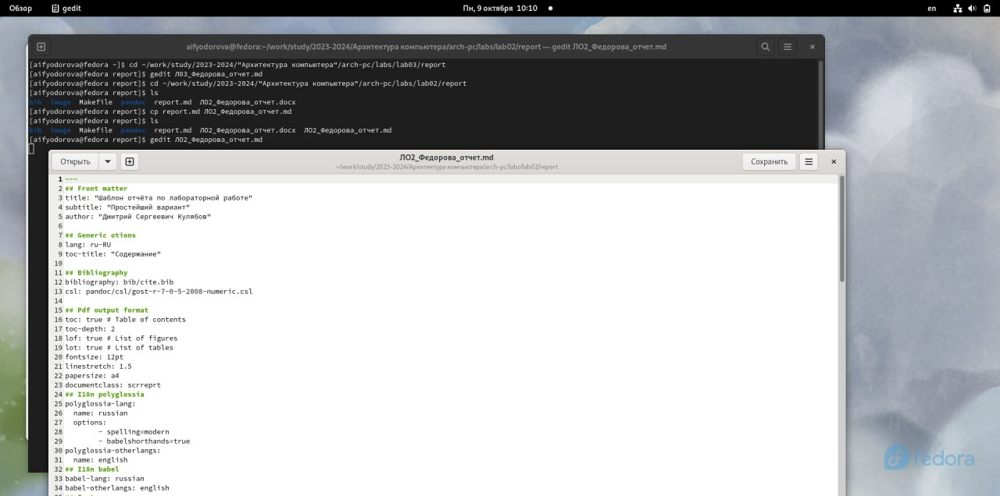 Обзор gedit Пн, 9 октября 10:10 en
aifyodorova@fedora:~/work/study/2023-2024/Архитектура компьютера/arch-pc/labs/lab02/report — gedit ЛО2_Федорова_отчет.md
[aifyodorova@fedora ~]$ cd ~/work/study/2023-2024/"Архитектура компьютера"/arch-pc/labs/lab03/report
[aifyodorova@fedora report]$ gedit Л03_Федорова_отчет.md
[aifyodorova@fedora report]$ cd ~/work/study/2023-2024/"Архитектура компьютера"/arch-pc/labs/lab02/report
[aifyodorova@fedora report]$ ls
bib image Makefile pandoc report.md ЛО2_Федорова_отчет.docx
[aifyodorova@fedora report]$ cp report.md ЛО2_Федорова_отчет.md
[aifyodorova@fedora report]$ ls
bib image Makefile pandoc report.md ЛО2_Федорова_отчет.docx ЛО2_Федорова_отчет.md
[aifyodorova@fedora report]$ gedit ЛО2_Федорова_отчет.md
Открыть ЛО2_Федорова_отчет.md Сохранить
~/work/study/2023-2024/Архитектура компьютера/arch-pc/labs/lab02/report
1 ---
2 ## Front matter
3 title: "Шаблон отчёта по лабораторной работе"
4 subtitle: "Простейший вариант"
5 author: "Дмитрий Сергеевич Кулябов"
6
7 ## Generic otions
8 lang: ru-RU
9 toc-title: "Содержание"
10
11 ## Bibliography
12 bibliography: bib/cite.bib
13 csl: pandoc/csl/gost-r-7-0-5-2008-numeric.csl
14
15 ## Pdf output format
16 toc: true # Table of contents
17 toc-depth: 2
18 lof: true # List of figures
19 lot: true # List of tables
20 fontsize: 12pt
21 linestretch: 1.5
22 papersize: a4
23 documentclass: scrreprt
24 ## I18n polyglossia
25 polyglossia-lang:
26 name: russian
27 options:
28 - spelling=modern
29 - babelshorthands=true
30 polyglossia-otherlangs:
31 name: english
32 ## I18n babel
33 babel-lang: russian
34 babel-otherlangs: english
fedora